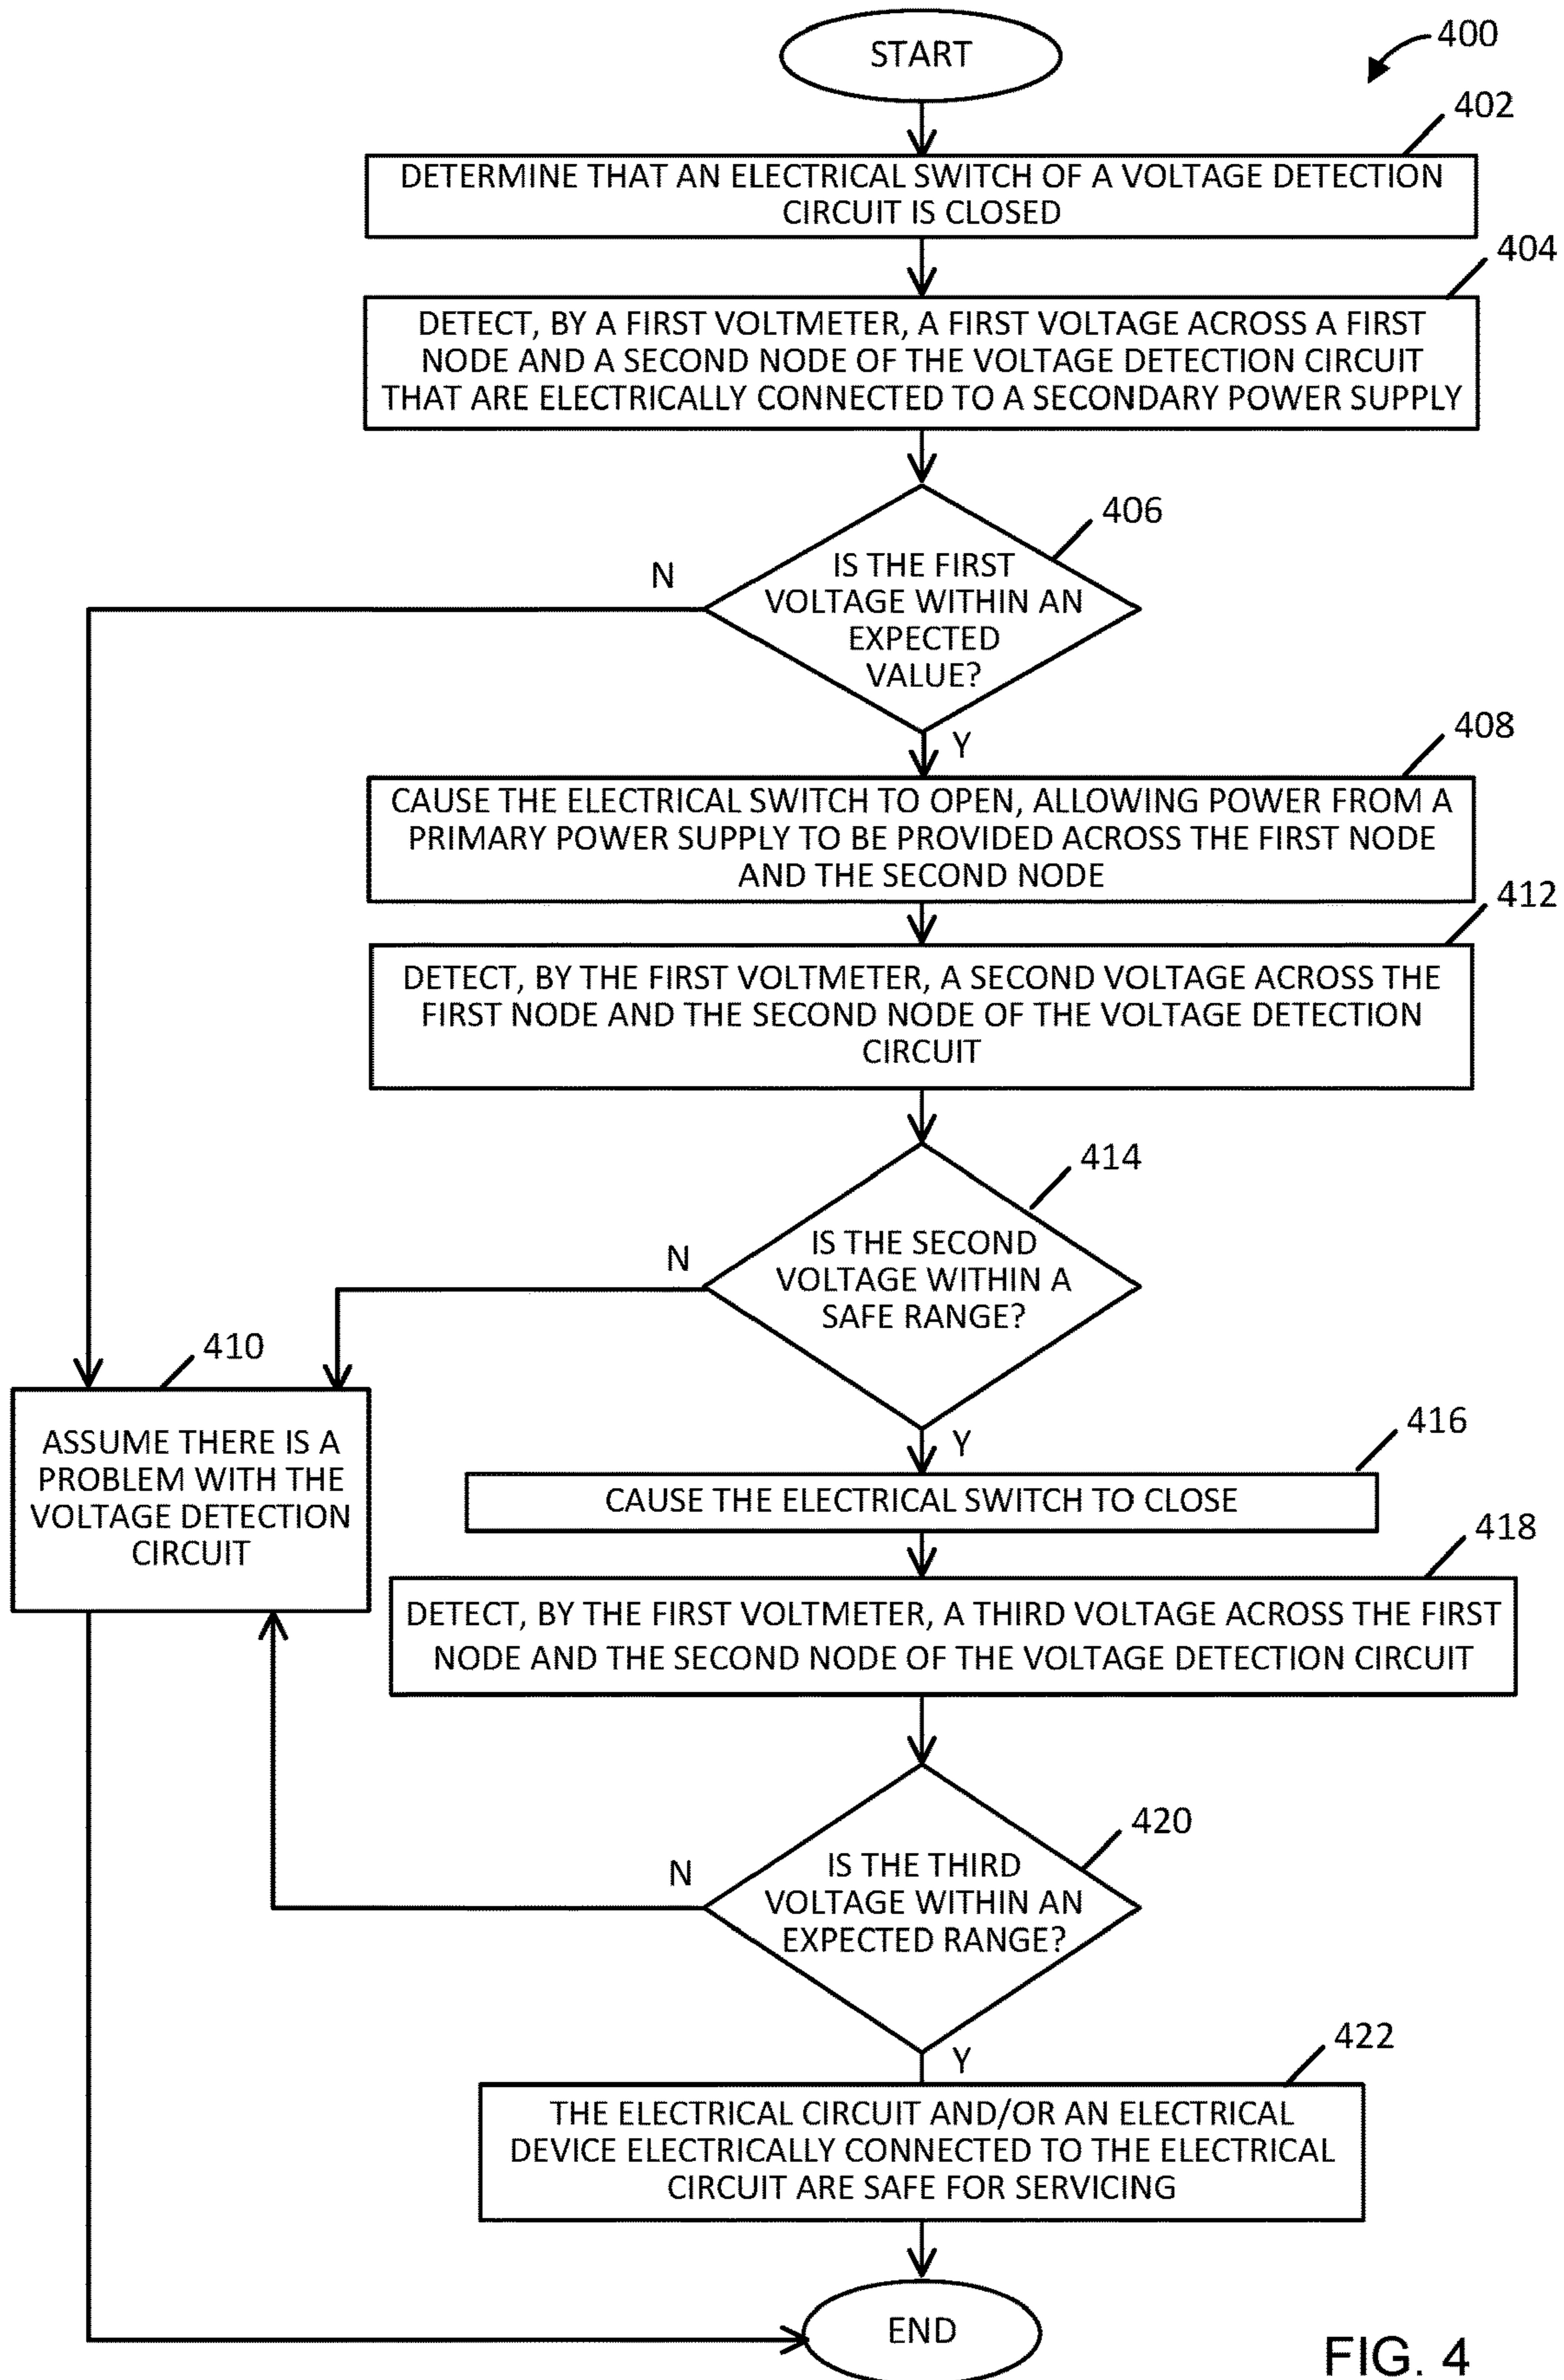 START
400
402
DETERMINE THAT AN ELECTRICAL SWITCH OF A VOLTAGE DETECTION
CIRCUIT IS CLOSED
404
DETECT, BY A FIRST VOLTMETER, A FIRST VOLTAGE ACROSS A FIRST
NODE AND A SECOND NODE OF THE VOLTAGE DETECTION CIRCUIT
THAT ARE ELECTRICALLY CONNECTED TO A SECONDARY POWER SUPPLY
406
N
IS THE FIRST
VOLTAGE WITHIN AN
EXPECTED
VALUE?
Y
408
CAUSE THE ELECTRICAL SWITCH TO OPEN, ALLOWING POWER FROM A
PRIMARY POWER SUPPLY TO BE PROVIDED ACROSS THE FIRST NODE
AND THE SECOND NODE
412
DETECT, BY THE FIRST VOLTMETER, A SECOND VOLTAGE ACROSS THE
FIRST NODE AND THE SECOND NODE OF THE VOLTAGE DETECTION
CIRCUIT
414
N
IS THE SECOND
VOLTAGE WITHIN A
SAFE RANGE?
Y
410
ASSUME THERE IS A
PROBLEM WITH THE
VOLTAGE DETECTION
CIRCUIT
416
CAUSE THE ELECTRICAL SWITCH TO CLOSE
418
DETECT, BY THE FIRST VOLTMETER, A THIRD VOLTAGE ACROSS THE FIRST
NODE AND THE SECOND NODE OF THE VOLTAGE DETECTION CIRCUIT
420
N
IS THE THIRD
VOLTAGE WITHIN AN
EXPECTED RANGE?
Y
422
THE ELECTRICAL CIRCUIT AND/OR AN ELECTRICAL
DEVICE ELECTRICALLY CONNECTED TO THE ELECTRICAL
CIRCUIT ARE SAFE FOR SERVICING
END
FIG. 4